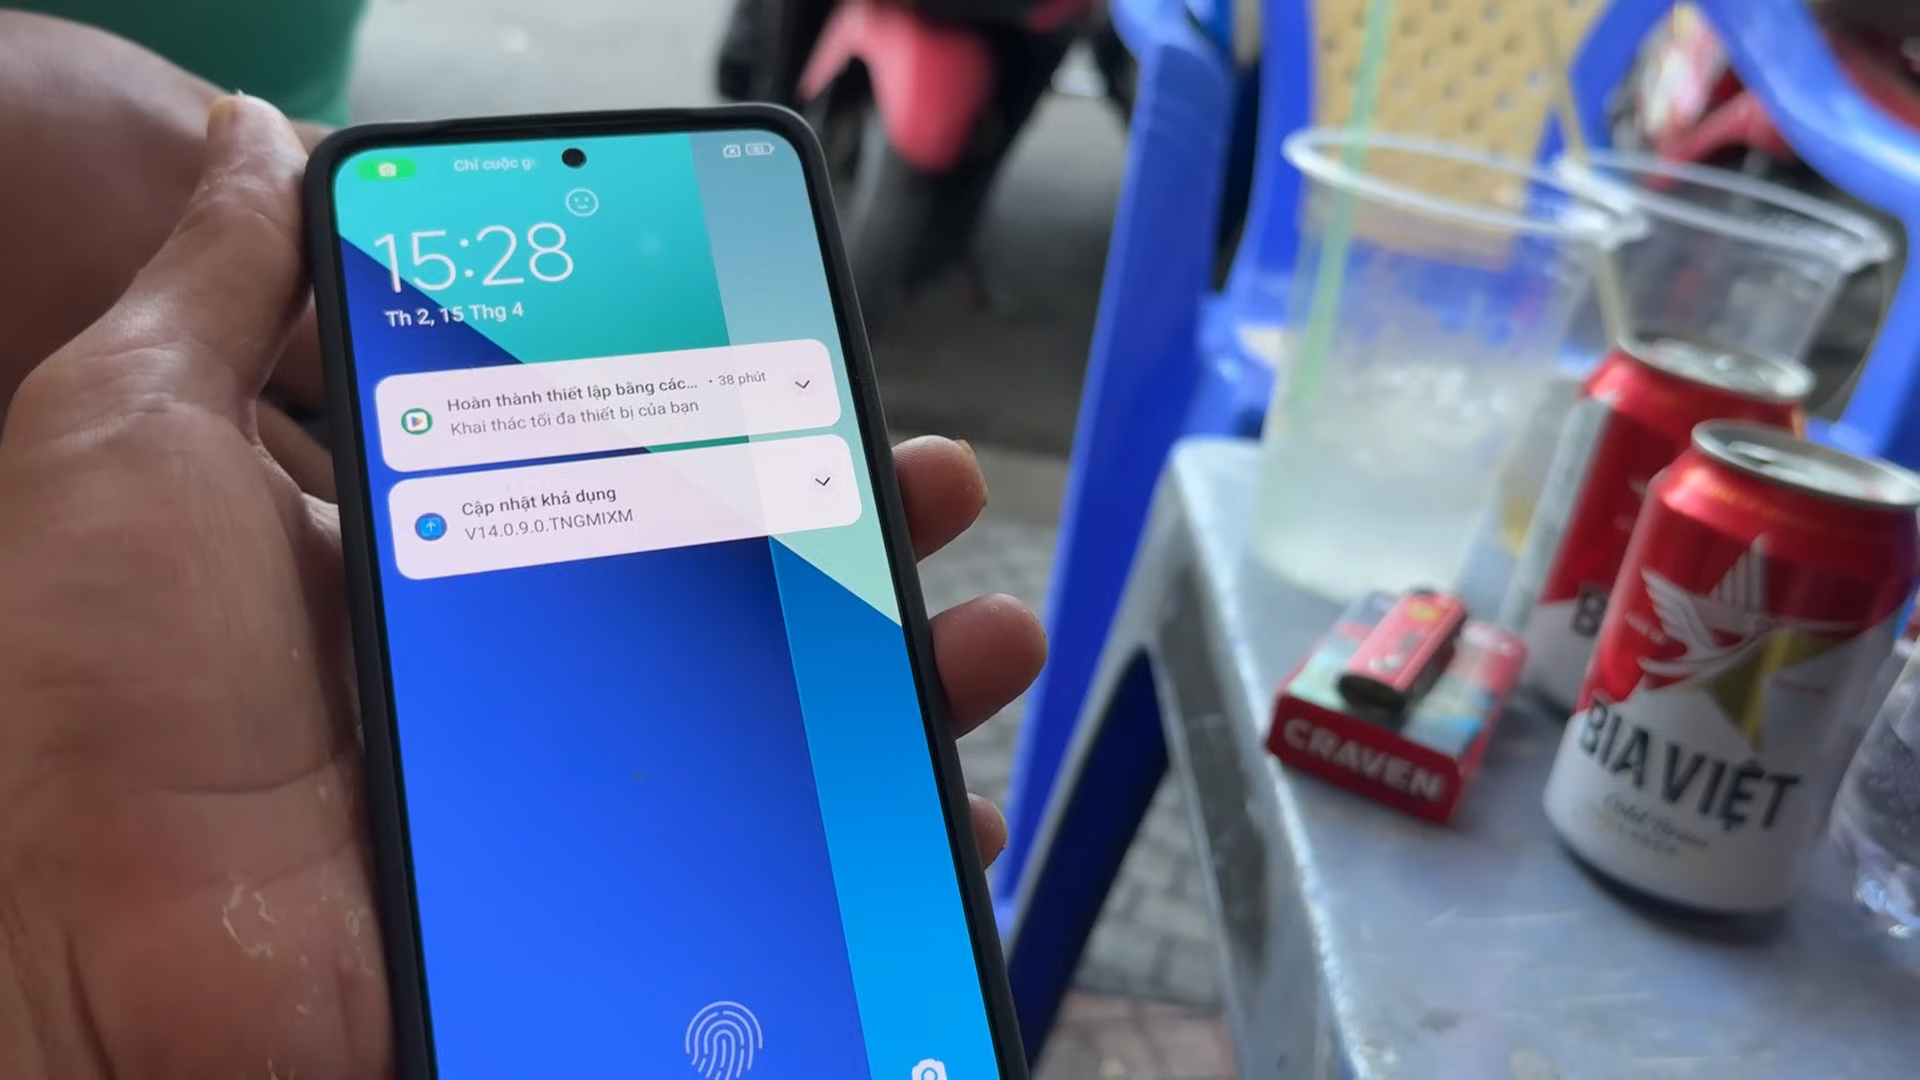 Chỉ cuộc g
15:28
Th 2, 15 Thg 4
Hoàn thành thiết lập bằng các... • 38 phút
Khai thác tối đa thiết bị của bạn
Cập nhật khả dụng
V14.0.9.0.TNGMIXM
CRAVEN
B
BIA VIỆT